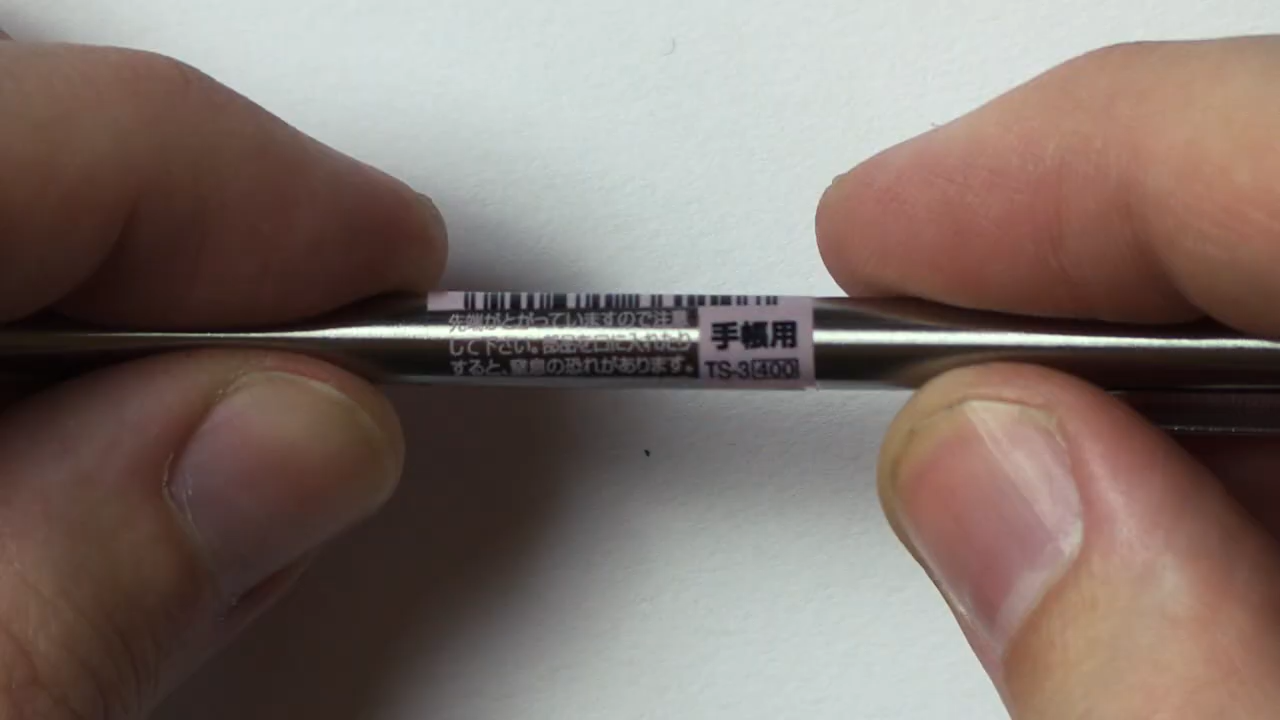 先端がとがっていますので注意
して下さい。部品を口に入れたり
すると、窒息の恐れがあります。
手帳用
TS-3 400